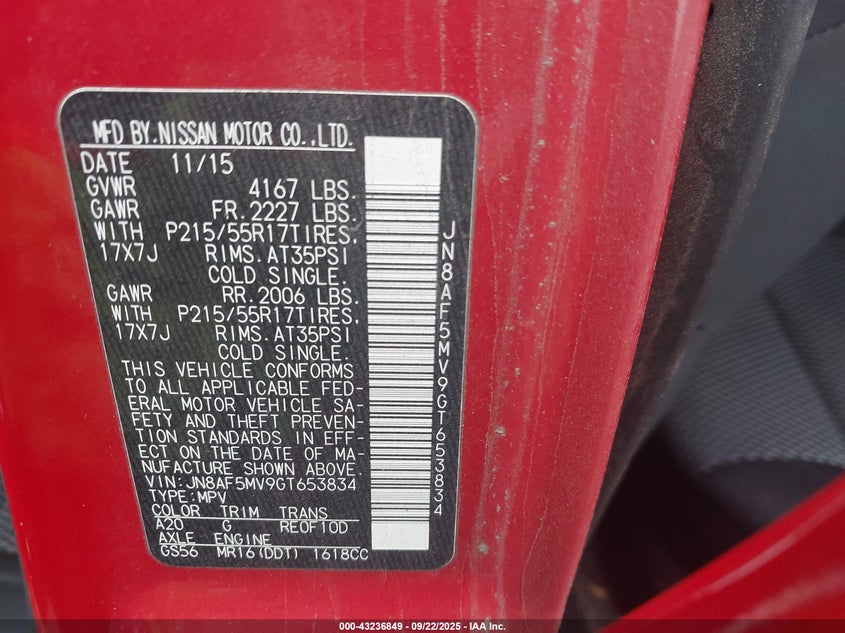 MFD BY.NISSAN MOTOR CO.,LTD.
DATE 11/15
GVWR 4167 LBS.
GAWR FR.2227 LBS.
WITH P215/55R17TIRES,
17X7J RIMS.AT35PSI
COLD SINGLE.
GAWR RR.2006 LBS.
WITH P215/55R17TIRES,
17X7J RIMS.AT35PSI
COLD SINGLE.
THIS VEHICLE CONFORMS
TO ALL APPLICABLE FED-
ERAL MOTOR VEHICLE SA-
FETY AND THEFT PREVEN-
TION STANDARDS IN EFF-
ECT ON THE DATE OF MA-
NUFACTURE SHOWN ABOVE.
VIN:JN8AF5MV9GT653834
TYPE:MPV
COLOR TRIM TRANS
A20 G RE0F10D
AXLE ENGINE
GS56 MR16(DDT) 1618CC
JN8AF5MV9GT653834
000-43236849 09/22/2025 - IAA Inc.